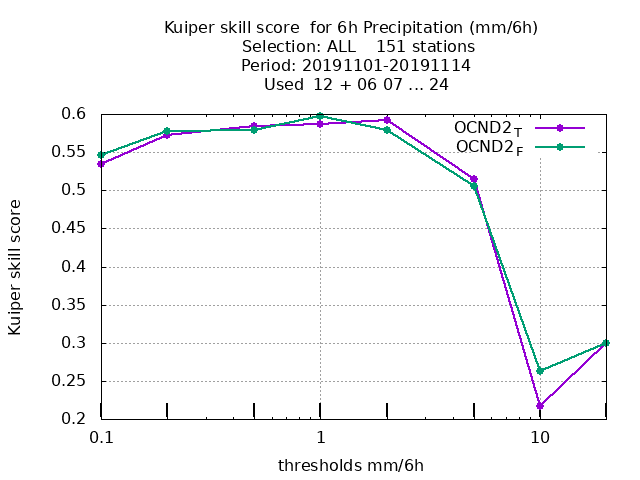 Kuiper skill score  for 6h Precipitation (mm/6h)
Selection: ALL    151 stations
Period: 20191101-20191114
Used  12 + 06 07 ... 24
OCND2_T
OCND2_F
0.6
0.55
0.5
0.45
0.4
0.35
0.3
0.25
0.2
Kuiper skill score
0.1 1 10
thresholds mm/6h